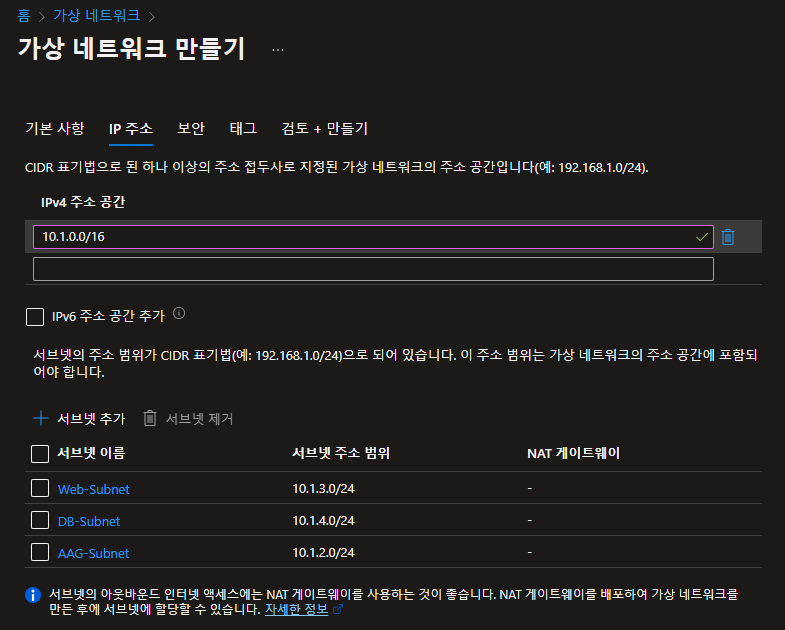 홈 > 가상 네트워크 >
가상 네트워크 만들기 ...
기본 사항 IP 주소 보안 태그 검토 + 만들기
CIDR 표기법으로 된 하나 이상의 주소 접두사로 지정된 가상 네트워크의 주소 공간입니다(예: 192.168.1.0/24).
IPv4 주소 공간
10.1.0.0/16
IPv6 주소 공간 추가
서브넷의 주소 범위가 CIDR 표기법(예: 192.168.1.0/24)으로 되어 있습니다. 이 주소 범위는 가상 네트워크의 주소 공간에 포함되
어야 합니다.
서브넷 추가 서브넷 제거
서브넷 이름 서브넷 주소 범위 NAT 게이트웨이
Web-Subnet 10.1.3.0/24 -
DB-Subnet 10.1.4.0/24 -
AAG-Subnet 10.1.2.0/24 -
서브넷의 아웃바운드 인터넷 액세스에는 NAT 게이트웨이를 사용하는 것이 좋습니다. NAT 게이트웨이를 배포하여 가상 네트워크를
만든 후에 서브넷에 할당할 수 있습니다. 자세한 정보